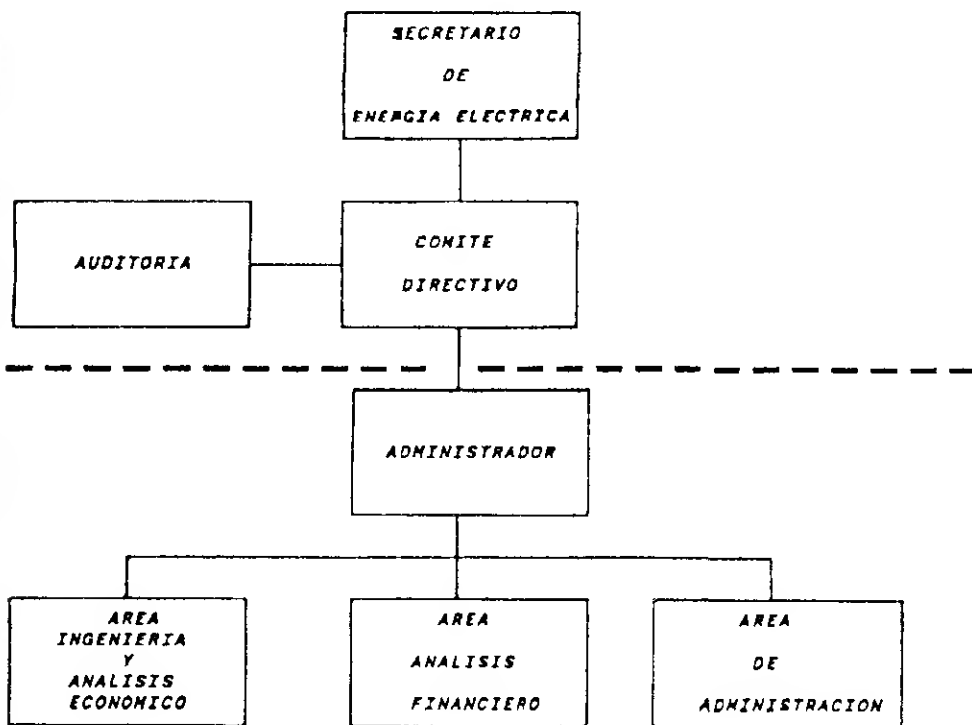 SECRETARIO
DE
ENERGIA ELECTRICA
AUDITORIA
COMITE
DIRECTIVO
ADMINISTRADOR
AREA
INGENIERIA
Y
ANALISIS
ECONOMICO
AREA
ANALISIS
FINANCIERO
AREA
DE
ADMINISTRACION